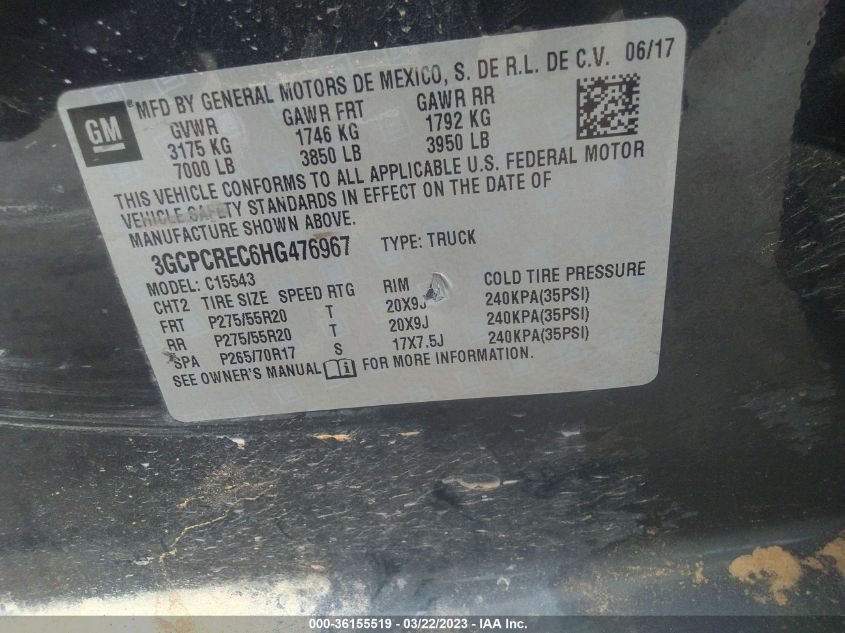 GM
® MFD BY GENERAL MOTORS DE MEXICO, S. DE R.L. DE C.V. 06/17
GVWR GAWR FRT GAWR RR
3175 KG 1746 KG 1792 KG
7000 LB 3850 LB 3950 LB
THIS VEHICLE CONFORMS TO ALL APPLICABLE U.S. FEDERAL MOTOR
VEHICLE SAFETY STANDARDS IN EFFECT ON THE DATE OF
MANUFACTURE SHOWN ABOVE.
3GCPCREC6HG476967 TYPE: TRUCK
MODEL: C15543
CHT2 TIRE SIZE SPEED RTG RIM COLD TIRE PRESSURE
FRT P275/55R20 T 20X9J 240KPA(35PSI)
RR P275/55R20 T 20X9J 240KPA(35PSI)
SPA P265/70R17 S 17X7.5J 240KPA(35PSI)
SEE OWNER'S MANUAL FOR MORE INFORMATION.
000-36155519 - 03/22/2023 - IAA Inc.